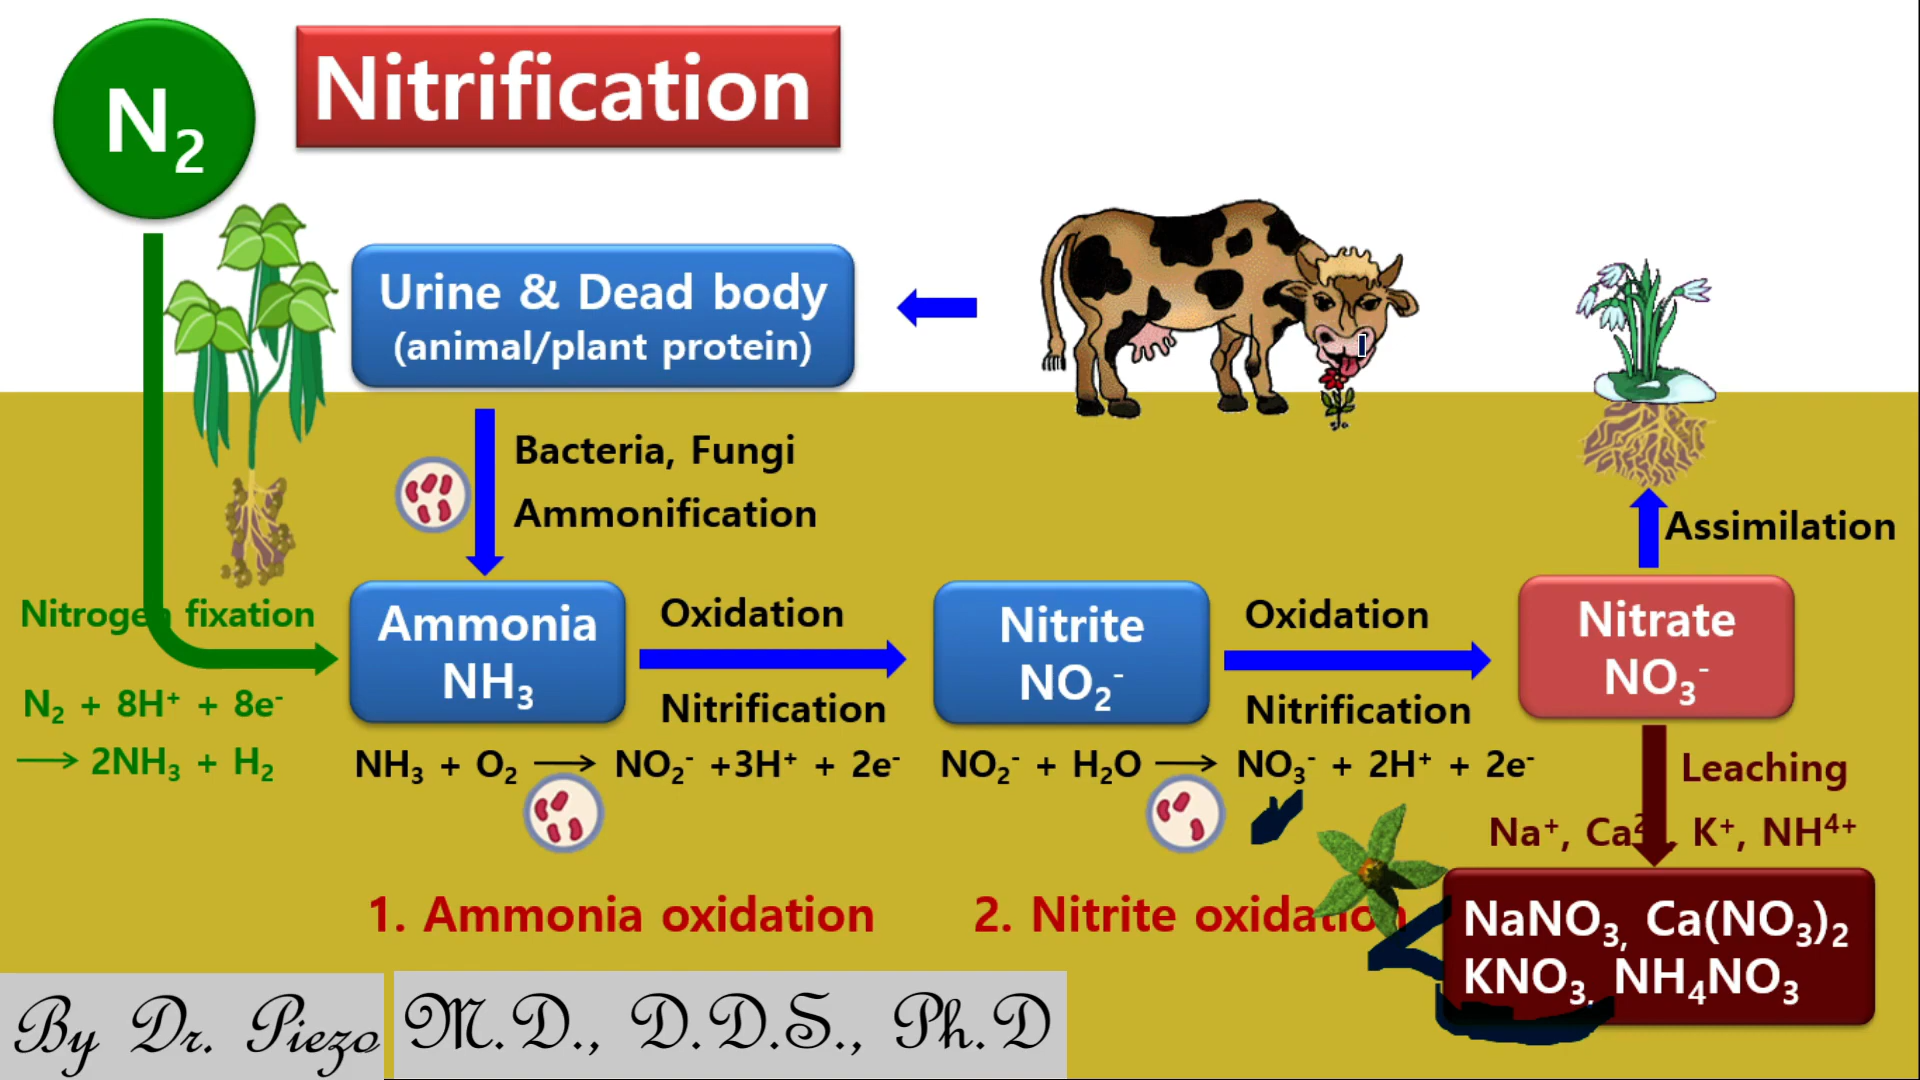 N₂
Nitrification
Urine & Dead body
(animal/plant protein)
Bacteria, Fungi
Ammonification
Assimilation
Nitrogen fixation
N₂ + 8H⁺ + 8e⁻
→ 2NH₃ + H₂
Ammonia
NH₃
Oxidation
Nitrification
NH₃ + O₂ → NO₂⁻ +3H⁺ + 2e⁻
Nitrite
NO₂⁻
Oxidation
Nitrification
NO₂⁻ + H₂O → NO₃⁻ + 2H⁺ + 2e⁻
Nitrate
NO₃⁻
Leaching
Na⁺, Ca² , K⁺, NH⁴⁺
1. Ammonia oxidation
2. Nitrite oxidation
NaNO₃, Ca(NO₃)₂
KNO₃, NH₄NO₃
By Dr. Piezo M.D., D.D.S., Ph.D